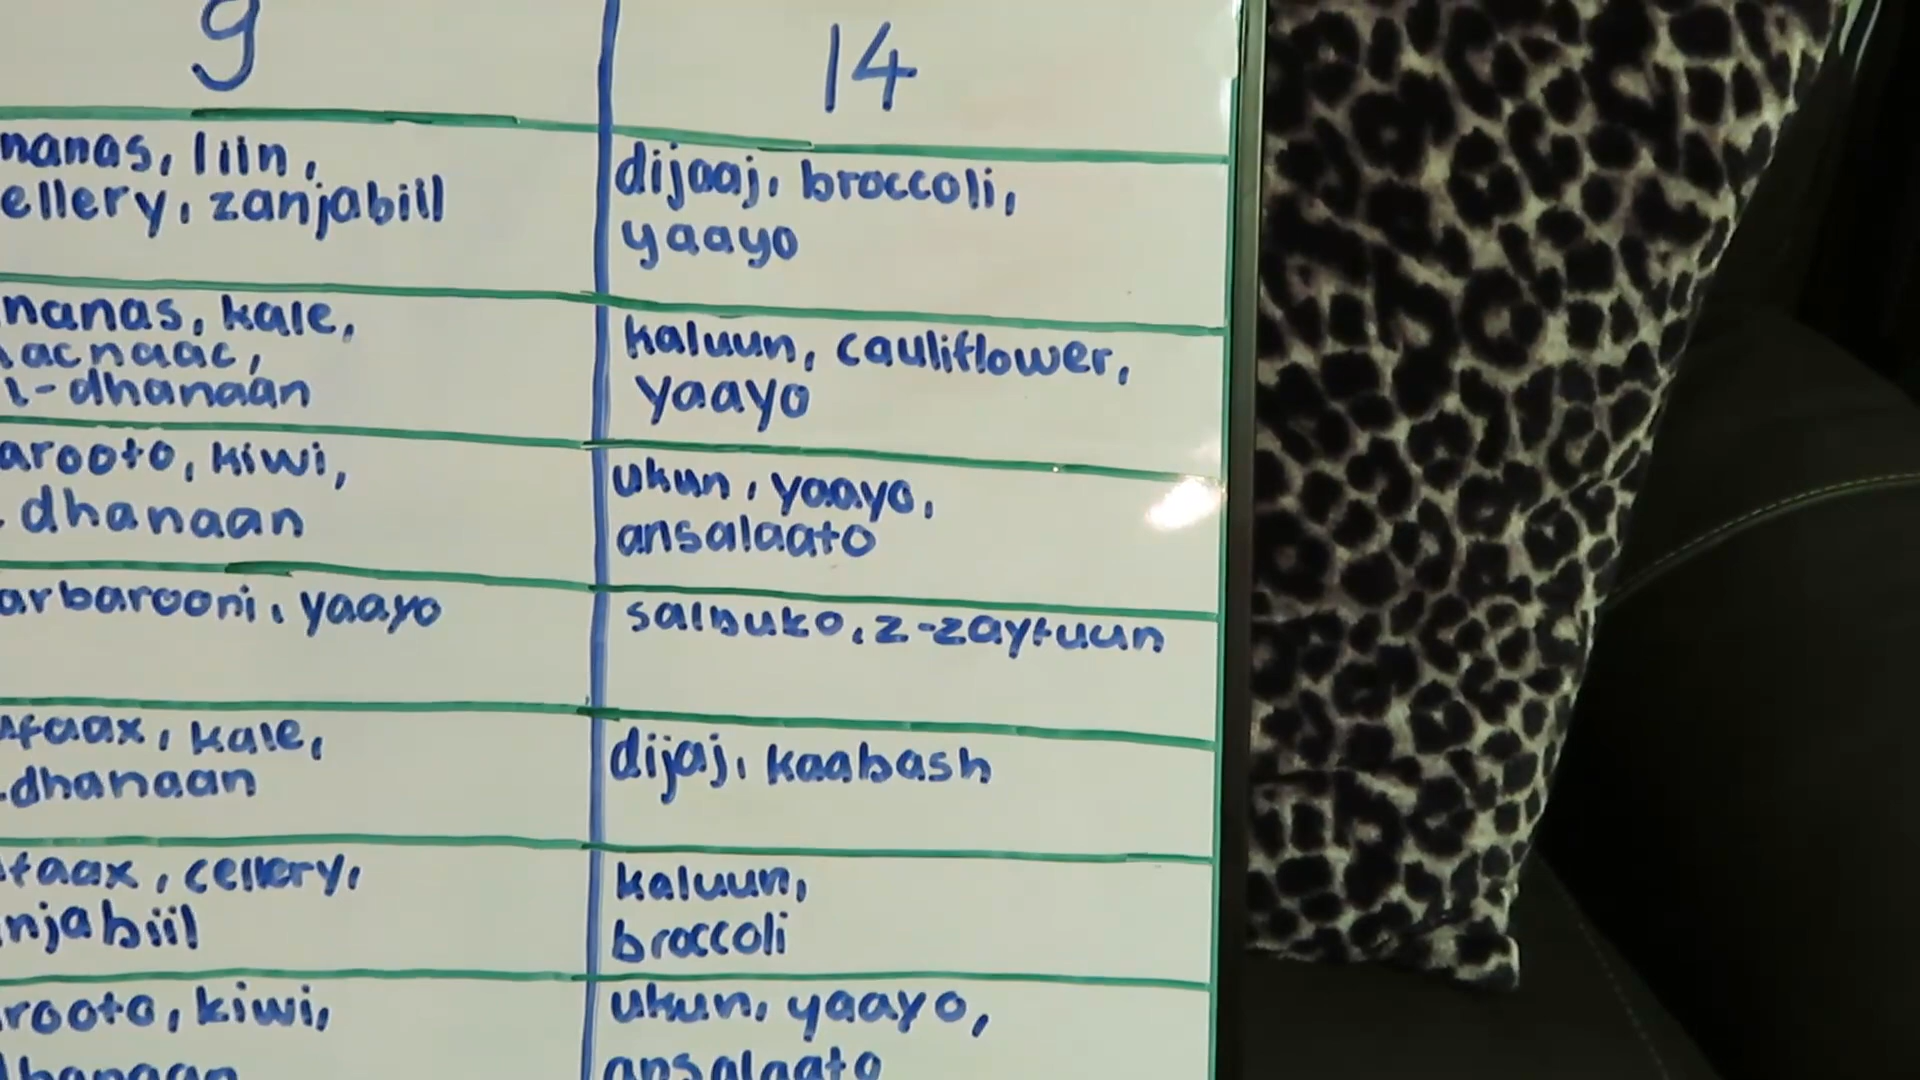 9
14
nanas, liin,
ellery, zanjabiil
dijaaj, broccoli,
yaayo
nanas, kale,
acnaac,
-dhanaan
kaluun, cauliflower,
yaayo
arooto, kiwi,
dhanaan
ukun, yaayo,
ansalaato
arbarooni, yaayo
salbuko, z-zaytuun
faax, kale,
dhanaan
dijaj, kaabash
faax, cellery,
njabiil
kaluun,
broccoli
rooto, kiwi,
ukun, yaayo,
ansalaato